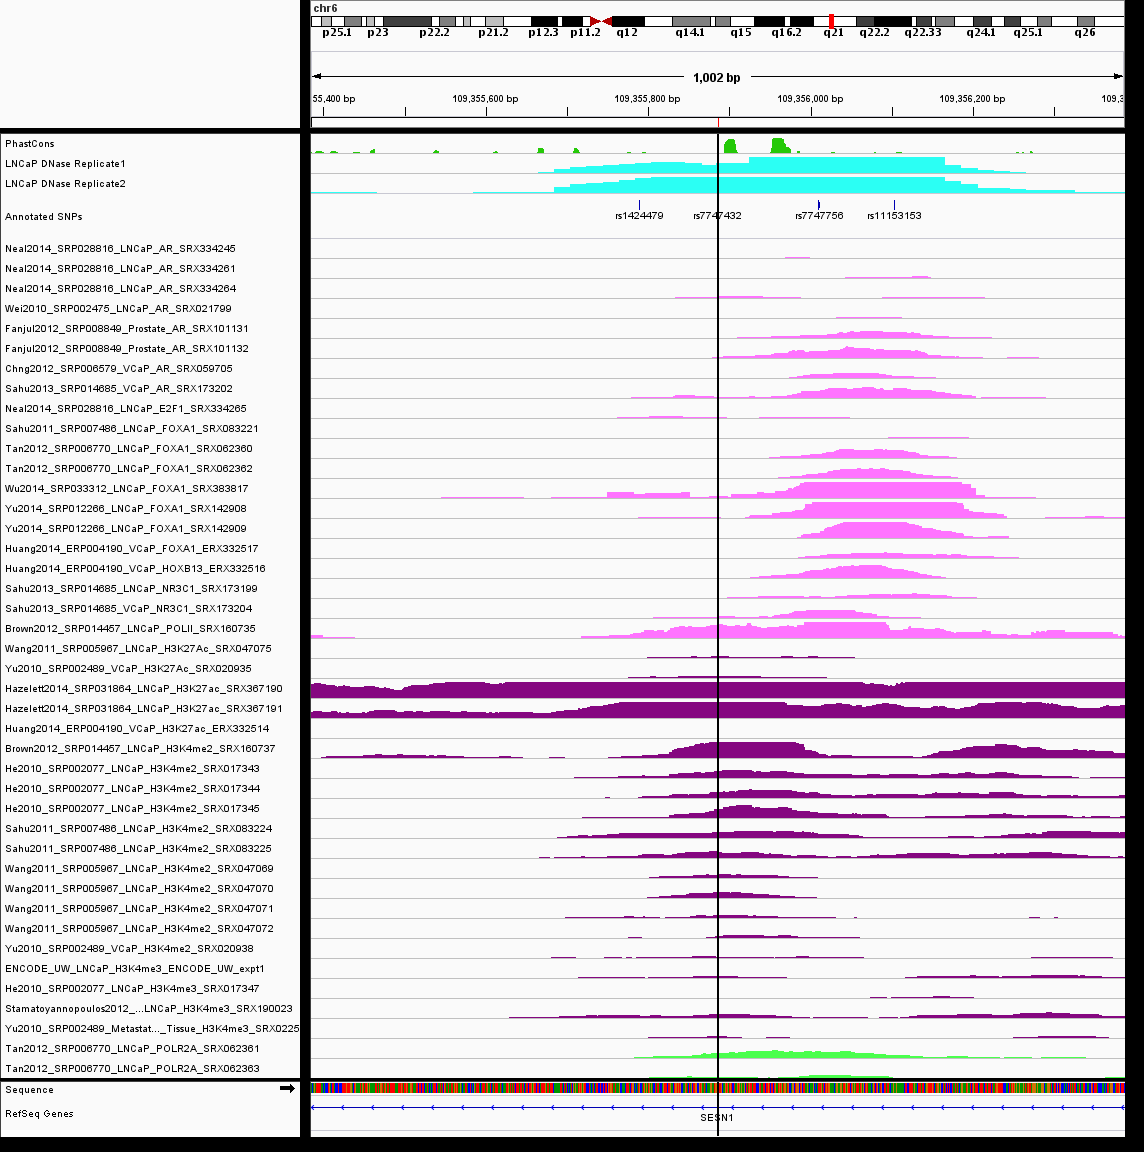 chr6
p25.1 p23 p22.2 p21.2 p12.3 p11.2 q12 q14.1 q15 q16.2 q21 q22.2 q22.33 q24.1 q25.1 q26
1,002 bp
55,400 bp 109,355,600 bp 109,355,800 bp 109,356,000 bp 109,356,200 bp 109,3
PhastCons
LNCaP DNase Replicate1
LNCaP DNase Replicate2
Annotated SNPs
rs1424479 rs7747432 rs7747756 rs11153153
Neal2014_SRP028816_LNCaP_AR_SRX334245
Neal2014_SRP028816_LNCaP_AR_SRX334261
Neal2014_SRP028816_LNCaP_AR_SRX334264
Wei2010_SRP002475_LNCaP_AR_SRX021799
Fanjul2012_SRP008849_Prostate_AR_SRX101131
Fanjul2012_SRP008849_Prostate_AR_SRX101132
Chng2012_SRP006579_VCaP_AR_SRX059705
Sahu2013_SRP014685_VCaP_AR_SRX173202
Neal2014_SRP028816_LNCaP_E2F1_SRX334265
Sahu2011_SRP007486_LNCaP_FOXA1_SRX083221
Tan2012_SRP006770_LNCaP_FOXA1_SRX062360
Tan2012_SRP006770_LNCaP_FOXA1_SRX062362
Wu2014_SRP033312_LNCaP_FOXA1_SRX383817
Yu2014_SRP012266_LNCaP_FOXA1_SRX142908
Yu2014_SRP012266_LNCaP_FOXA1_SRX142909
Huang2014_ERP004190_VCaP_FOXA1_ERX332517
Huang2014_ERP004190_VCaP_HOXB13_ERX332516
Sahu2013_SRP014685_LNCaP_NR3C1_SRX173199
Sahu2013_SRP014685_VCaP_NR3C1_SRX173204
Brown2012_SRP014457_LNCaP_POLII_SRX160735
Wang2011_SRP005967_LNCaP_H3K27Ac_SRX047075
Yu2010_SRP002489_VCaP_H3K27Ac_SRX020935
Hazelett2014_SRP031864_LNCaP_H3K27ac_SRX367190
Hazelett2014_SRP031864_LNCaP_H3K27ac_SRX367191
Huang2014_ERP004190_VCaP_H3K27ac_ERX332514
Brown2012_SRP014457_LNCaP_H3K4me2_SRX160737
He2010_SRP002077_LNCaP_H3K4me2_SRX017343
He2010_SRP002077_LNCaP_H3K4me2_SRX017344
He2010_SRP002077_LNCaP_H3K4me2_SRX017345
Sahu2011_SRP007486_LNCaP_H3K4me2_SRX083224
Sahu2011_SRP007486_LNCaP_H3K4me2_SRX083225
Wang2011_SRP005967_LNCaP_H3K4me2_SRX047069
Wang2011_SRP005967_LNCaP_H3K4me2_SRX047070
Wang2011_SRP005967_LNCaP_H3K4me2_SRX047071
Wang2011_SRP005967_LNCaP_H3K4me2_SRX047072
Yu2010_SRP002489_VCaP_H3K4me2_SRX020938
ENCODE_UW_LNCaP_H3K4me3_ENCODE_UW_expt1
He2010_SRP002077_LNCaP_H3K4me3_SRX017347
Stamatoyannopoulos2012_...LNCaP_H3K4me3_SRX190023
Yu2010_SRP002489_Metastat..._Tissue_H3K4me3_SRX0225
Tan2012_SRP006770_LNCaP_POLR2A_SRX062361
Tan2012_SRP006770_LNCaP_POLR2A_SRX062363
Sequence
RefSeq Genes
SESN1